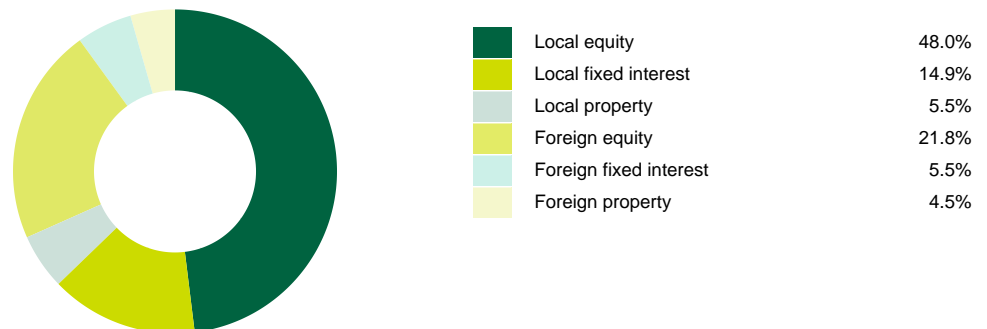 Local equity 48.0%
Local fixed interest 14.9%
Local property 5.5%
Foreign equity 21.8%
Foreign fixed interest 5.5%
Foreign property 4.5%